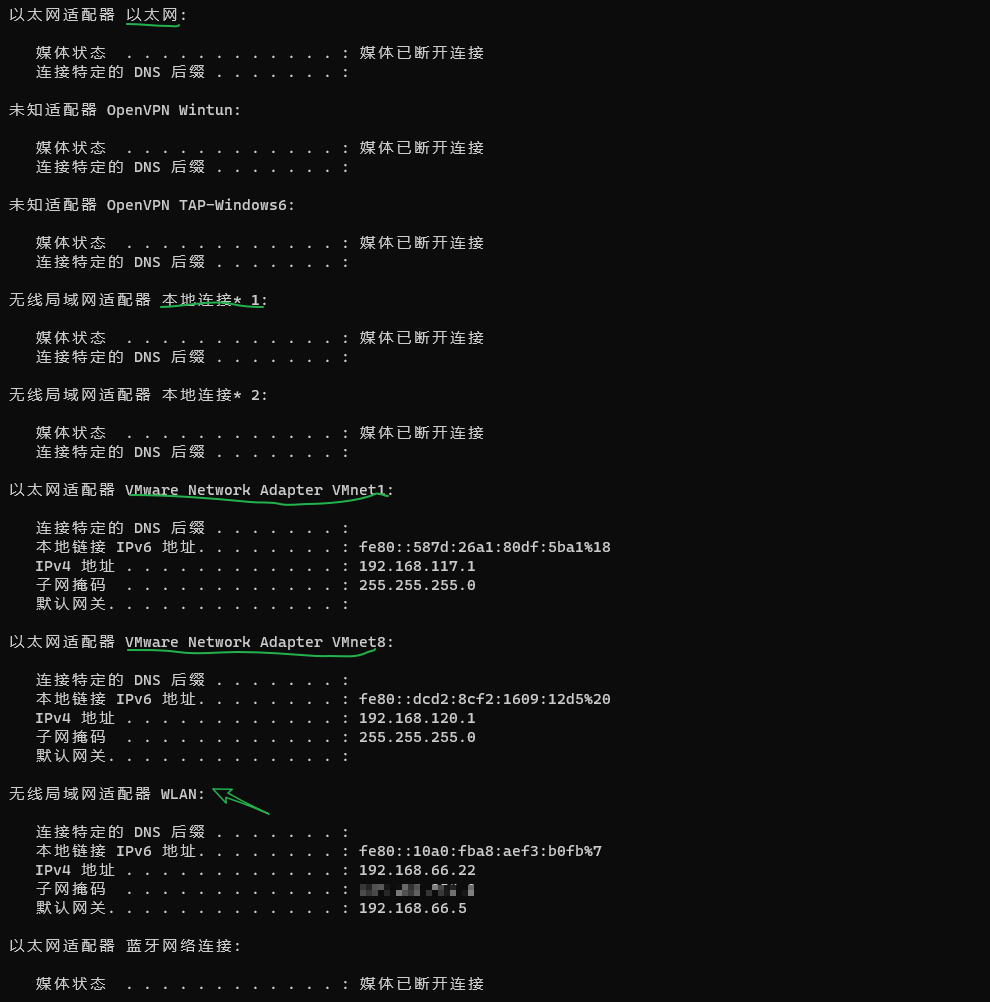 以太网适配器 以太网:
媒体状态  . . . . . . . . . . . . : 媒体已断开连接
连接特定的 DNS 后缀 . . . . . . . :
未知适配器 OpenVPN Wintun:
媒体状态  . . . . . . . . . . . . : 媒体已断开连接
连接特定的 DNS 后缀 . . . . . . . :
未知适配器 OpenVPN TAP-Windows6:
媒体状态  . . . . . . . . . . . . : 媒体已断开连接
连接特定的 DNS 后缀 . . . . . . . :
无线局域网适配器 本地连接* 1:
媒体状态  . . . . . . . . . . . . : 媒体已断开连接
连接特定的 DNS 后缀 . . . . . . . :
无线局域网适配器 本地连接* 2:
媒体状态  . . . . . . . . . . . . : 媒体已断开连接
连接特定的 DNS 后缀 . . . . . . . :
以太网适配器 VMware Network Adapter VMnet1:
连接特定的 DNS 后缀 . . . . . . . :
本地链接 IPv6 地址. . . . . . . . : fe80::587d:26a1:80df:5ba1%18
IPv4 地址 . . . . . . . . . . . . : 192.168.117.1
子网掩码  . . . . . . . . . . . . : 255.255.255.0
默认网关. . . . . . . . . . . . . :
以太网适配器 VMware Network Adapter VMnet8:
连接特定的 DNS 后缀 . . . . . . . :
本地链接 IPv6 地址. . . . . . . . : fe80::dcd2:8cf2:1609:12d5%20
IPv4 地址 . . . . . . . . . . . . : 192.168.120.1
子网掩码  . . . . . . . . . . . . : 255.255.255.0
默认网关. . . . . . . . . . . . . :
无线局域网适配器 WLAN:
连接特定的 DNS 后缀 . . . . . . . :
本地链接 IPv6 地址. . . . . . . . : fe80::10a0:fba8:aef3:b0fb%7
IPv4 地址 . . . . . . . . . . . . : 192.168.66.22
子网掩码  . . . . . . . . . . . . :
默认网关. . . . . . . . . . . . . : 192.168.66.5
以太网适配器 蓝牙网络连接:
媒体状态  . . . . . . . . . . . . : 媒体已断开连接